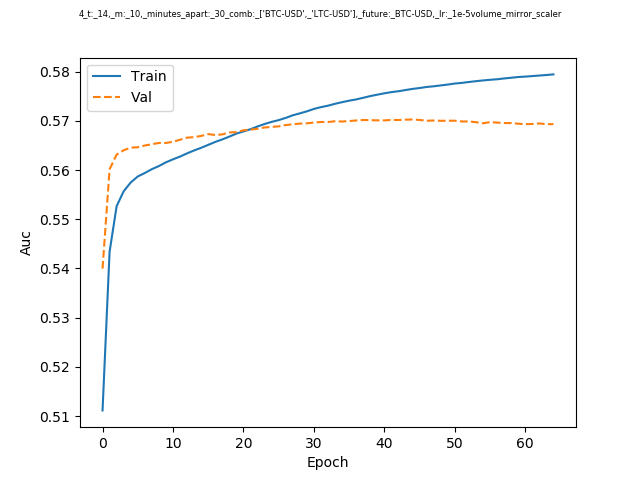 4_t:_14,_m:_10,_minutes_apart:_30_comb:_['BTC-USD',_'LTC-USD'],_future:_BTC-USD,_lr:_1e-5volume_mirror_scaler
Train
Val
0.58
0.57
0.56
0.55
0.54
0.53
0.52
0.51
Auc
0 10 20 30 40 50 60
Epoch